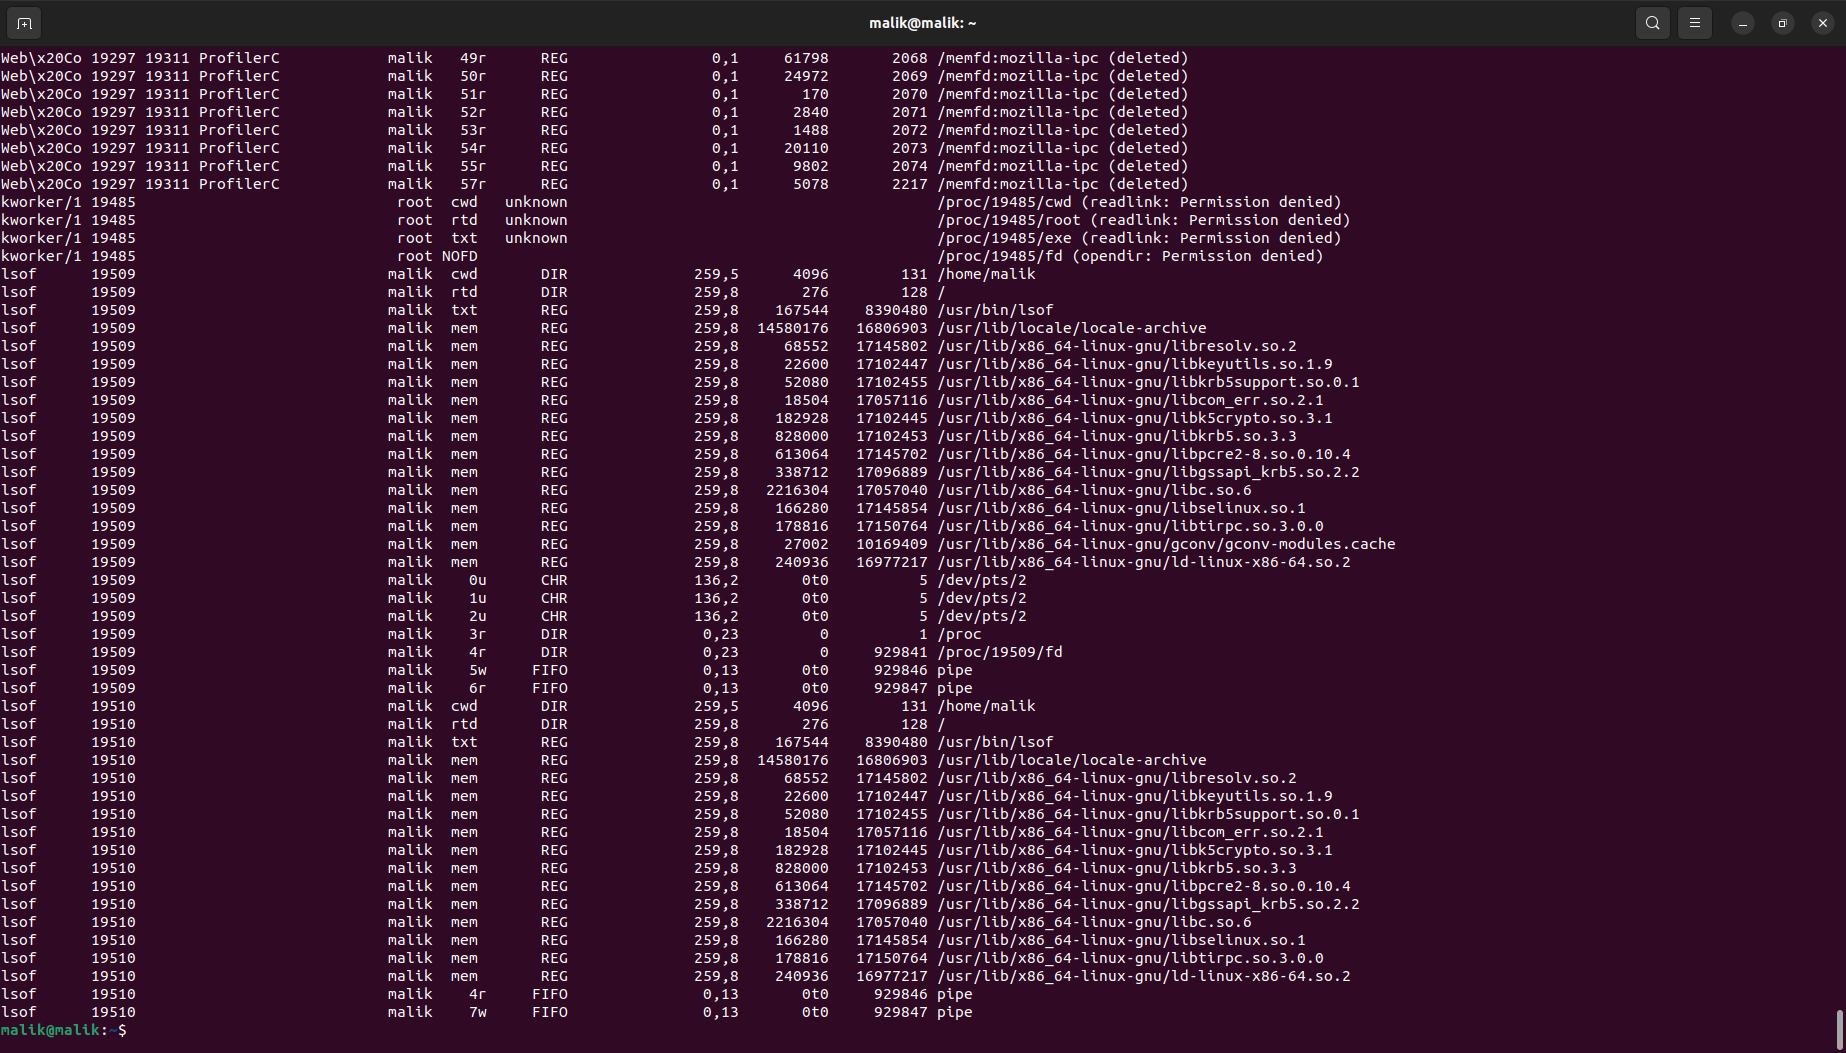 malik@malik: ~
Web\x20Co 19297 19311 ProfilerC malik 49r REG 0,1 61798 2068 /memfd:mozilla-ipc (deleted)
Web\x20Co 19297 19311 ProfilerC malik 50r REG 0,1 24972 2069 /memfd:mozilla-ipc (deleted)
Web\x20Co 19297 19311 ProfilerC malik 51r REG 0,1 170 2070 /memfd:mozilla-ipc (deleted)
Web\x20Co 19297 19311 ProfilerC malik 52r REG 0,1 2840 2071 /memfd:mozilla-ipc (deleted)
Web\x20Co 19297 19311 ProfilerC malik 53r REG 0,1 1488 2072 /memfd:mozilla-ipc (deleted)
Web\x20Co 19297 19311 ProfilerC malik 54r REG 0,1 20110 2073 /memfd:mozilla-ipc (deleted)
Web\x20Co 19297 19311 ProfilerC malik 55r REG 0,1 9802 2074 /memfd:mozilla-ipc (deleted)
Web\x20Co 19297 19311 ProfilerC malik 57r REG 0,1 5078 2217 /memfd:mozilla-ipc (deleted)
kworker/1 19485 root cwd unknown /proc/19485/cwd (readlink: Permission denied)
kworker/1 19485 root rtd unknown /proc/19485/root (readlink: Permission denied)
kworker/1 19485 root txt unknown /proc/19485/exe (readlink: Permission denied)
kworker/1 19485 root NOFD /proc/19485/fd (opendir: Permission denied)
lsof 19509 malik cwd DIR 259,5 4096 131 /home/malik
lsof 19509 malik rtd DIR 259,8 276 128 /
lsof 19509 malik txt REG 259,8 167544 8390480 /usr/bin/lsof
lsof 19509 malik mem REG 259,8 14580176 16806903 /usr/lib/locale/locale-archive
lsof 19509 malik mem REG 259,8 68552 17145802 /usr/lib/x86_64-linux-gnu/libresolv.so.2
lsof 19509 malik mem REG 259,8 22600 17102447 /usr/lib/x86_64-linux-gnu/libkeyutils.so.1.9
lsof 19509 malik mem REG 259,8 52080 17102455 /usr/lib/x86_64-linux-gnu/libkrb5support.so.0.1
lsof 19509 malik mem REG 259,8 18504 17057116 /usr/lib/x86_64-linux-gnu/libcom_err.so.2.1
lsof 19509 malik mem REG 259,8 182928 17102445 /usr/lib/x86_64-linux-gnu/libk5crypto.so.3.1
lsof 19509 malik mem REG 259,8 828000 17102453 /usr/lib/x86_64-linux-gnu/libkrb5.so.3.3
lsof 19509 malik mem REG 259,8 613064 17145702 /usr/lib/x86_64-linux-gnu/libpcre2-8.so.0.10.4
lsof 19509 malik mem REG 259,8 338712 17096889 /usr/lib/x86_64-linux-gnu/libgssapi_krb5.so.2.2
lsof 19509 malik mem REG 259,8 2216304 17057040 /usr/lib/x86_64-linux-gnu/libc.so.6
lsof 19509 malik mem REG 259,8 166280 17145854 /usr/lib/x86_64-linux-gnu/libselinux.so.1
lsof 19509 malik mem REG 259,8 178816 17150764 /usr/lib/x86_64-linux-gnu/libtirpc.so.3.0.0
lsof 19509 malik mem REG 259,8 27002 10169409 /usr/lib/x86_64-linux-gnu/gconv/gconv-modules.cache
lsof 19509 malik mem REG 259,8 240936 16977217 /usr/lib/x86_64-linux-gnu/ld-linux-x86-64.so.2
lsof 19509 malik 0u CHR 136,2 0t0 5 /dev/pts/2
lsof 19509 malik 1u CHR 136,2 0t0 5 /dev/pts/2
lsof 19509 malik 2u CHR 136,2 0t0 5 /dev/pts/2
lsof 19509 malik 3r DIR 0,23 0 1 /proc
lsof 19509 malik 4r DIR 0,23 0 929841 /proc/19509/fd
lsof 19509 malik 5w FIFO 0,13 0t0 929846 pipe
lsof 19509 malik 6r FIFO 0,13 0t0 929847 pipe
lsof 19510 malik cwd DIR 259,5 4096 131 /home/malik
lsof 19510 malik rtd DIR 259,8 276 128 /
lsof 19510 malik txt REG 259,8 167544 8390480 /usr/bin/lsof
lsof 19510 malik mem REG 259,8 14580176 16806903 /usr/lib/locale/locale-archive
lsof 19510 malik mem REG 259,8 68552 17145802 /usr/lib/x86_64-linux-gnu/libresolv.so.2
lsof 19510 malik mem REG 259,8 22600 17102447 /usr/lib/x86_64-linux-gnu/libkeyutils.so.1.9
lsof 19510 malik mem REG 259,8 52080 17102455 /usr/lib/x86_64-linux-gnu/libkrb5support.so.0.1
lsof 19510 malik mem REG 259,8 18504 17057116 /usr/lib/x86_64-linux-gnu/libcom_err.so.2.1
lsof 19510 malik mem REG 259,8 182928 17102445 /usr/lib/x86_64-linux-gnu/libk5crypto.so.3.1
lsof 19510 malik mem REG 259,8 828000 17102453 /usr/lib/x86_64-linux-gnu/libkrb5.so.3.3
lsof 19510 malik mem REG 259,8 613064 17145702 /usr/lib/x86_64-linux-gnu/libpcre2-8.so.0.10.4
lsof 19510 malik mem REG 259,8 338712 17096889 /usr/lib/x86_64-linux-gnu/libgssapi_krb5.so.2.2
lsof 19510 malik mem REG 259,8 2216304 17057040 /usr/lib/x86_64-linux-gnu/libc.so.6
lsof 19510 malik mem REG 259,8 166280 17145854 /usr/lib/x86_64-linux-gnu/libselinux.so.1
lsof 19510 malik mem REG 259,8 178816 17150764 /usr/lib/x86_64-linux-gnu/libtirpc.so.3.0.0
lsof 19510 malik mem REG 259,8 240936 16977217 /usr/lib/x86_64-linux-gnu/ld-linux-x86-64.so.2
lsof 19510 malik 4r FIFO 0,13 0t0 929846 pipe
lsof 19510 malik 7w FIFO 0,13 0t0 929847 pipe
malik@malik:~$